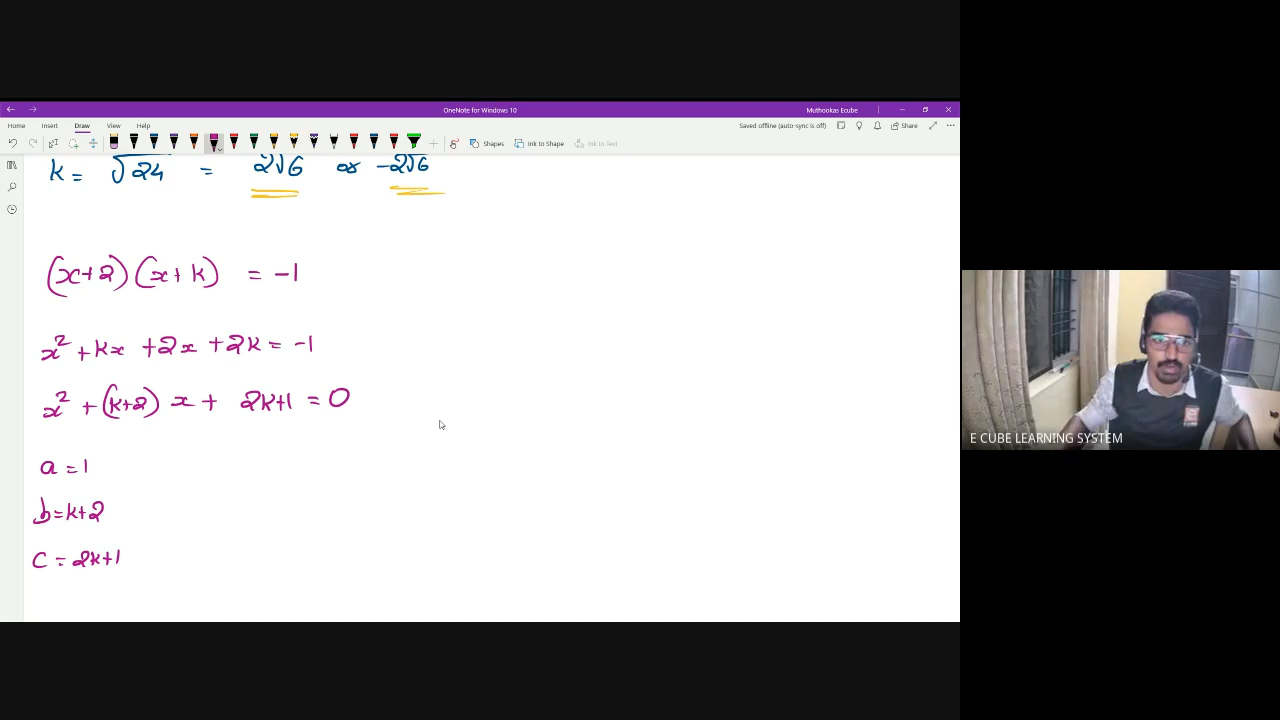 OneNote for Windows 10
Muthookas Ecube
Home Insert Draw View Help
Saved offline (auto-sync is off) Share
Shapes Ink to Shape Ink to Text
k = √24 = 2√6 or -2√6
(x+2)(x+k) = -1
x² + kx + 2x + 2k = -1
x² + (k+2) x + 2k+1 = 0
a = 1
b = k+2
c = 2k+1
E CUBE LEARNING SYSTEM